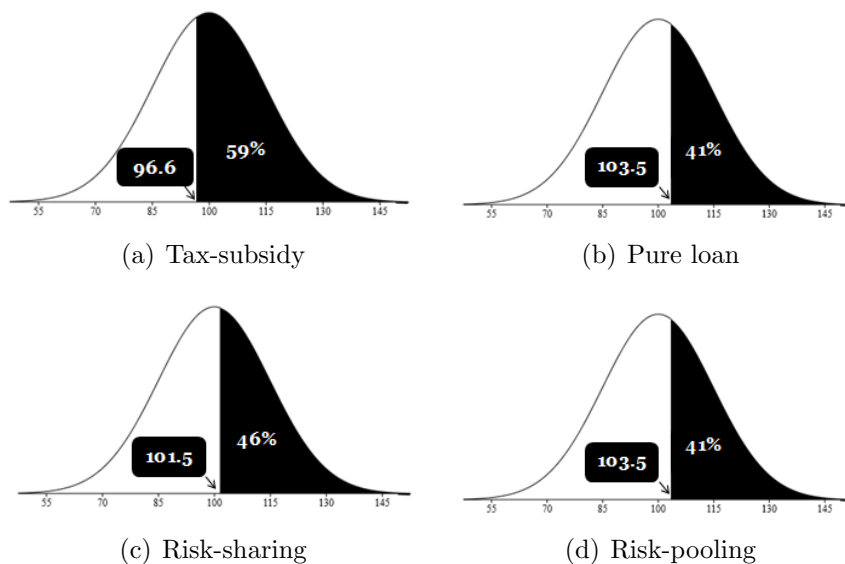 59%
96.6
55 70 85 100 115 130 145
(a) Tax-subsidy
41%
103.5
55 70 85 100 115 130 145
(b) Pure loan
46%
101.5
55 70 85 100 115 130 145
(c) Risk-sharing
41%
103.5
55 70 85 100 115 130 145
(d) Risk-pooling